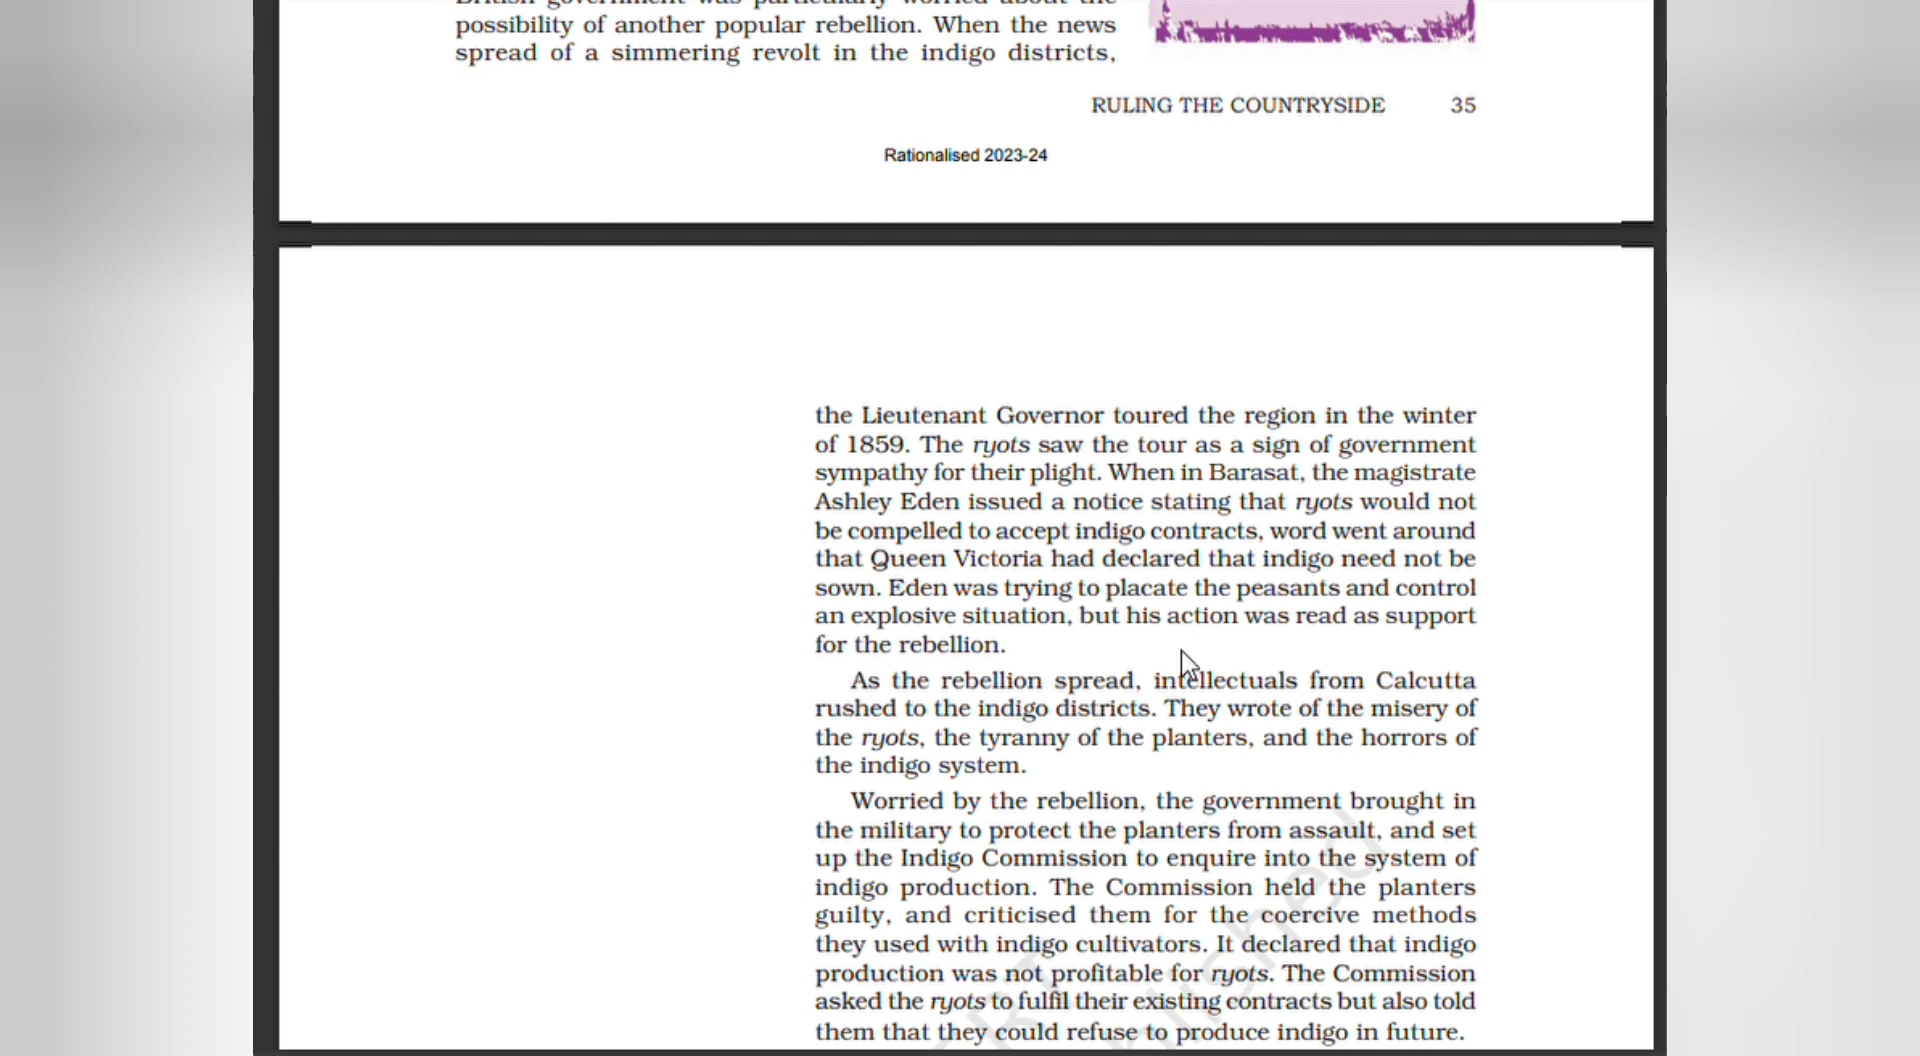 British government was particularly worried about the
possibility of another popular rebellion. When the news
spread of a simmering revolt in the indigo districts,
RULING THE COUNTRYSIDE 35
Rationalised 2023-24
the Lieutenant Governor toured the region in the winter
of 1859. The ryots saw the tour as a sign of government
sympathy for their plight. When in Barasat, the magistrate
Ashley Eden issued a notice stating that ryots would not
be compelled to accept indigo contracts, word went around
that Queen Victoria had declared that indigo need not be
sown. Eden was trying to placate the peasants and control
an explosive situation, but his action was read as support
for the rebellion.
As the rebellion spread, intellectuals from Calcutta
rushed to the indigo districts. They wrote of the misery of
the ryots, the tyranny of the planters, and the horrors of
the indigo system.
Worried by the rebellion, the government brought in
the military to protect the planters from assault, and set
up the Indigo Commission to enquire into the system of
indigo production. The Commission held the planters
guilty, and criticised them for the coercive methods
they used with indigo cultivators. It declared that indigo
production was not profitable for ryots. The Commission
asked the ryots to fulfil their existing contracts but also told
them that they could refuse to produce indigo in future.